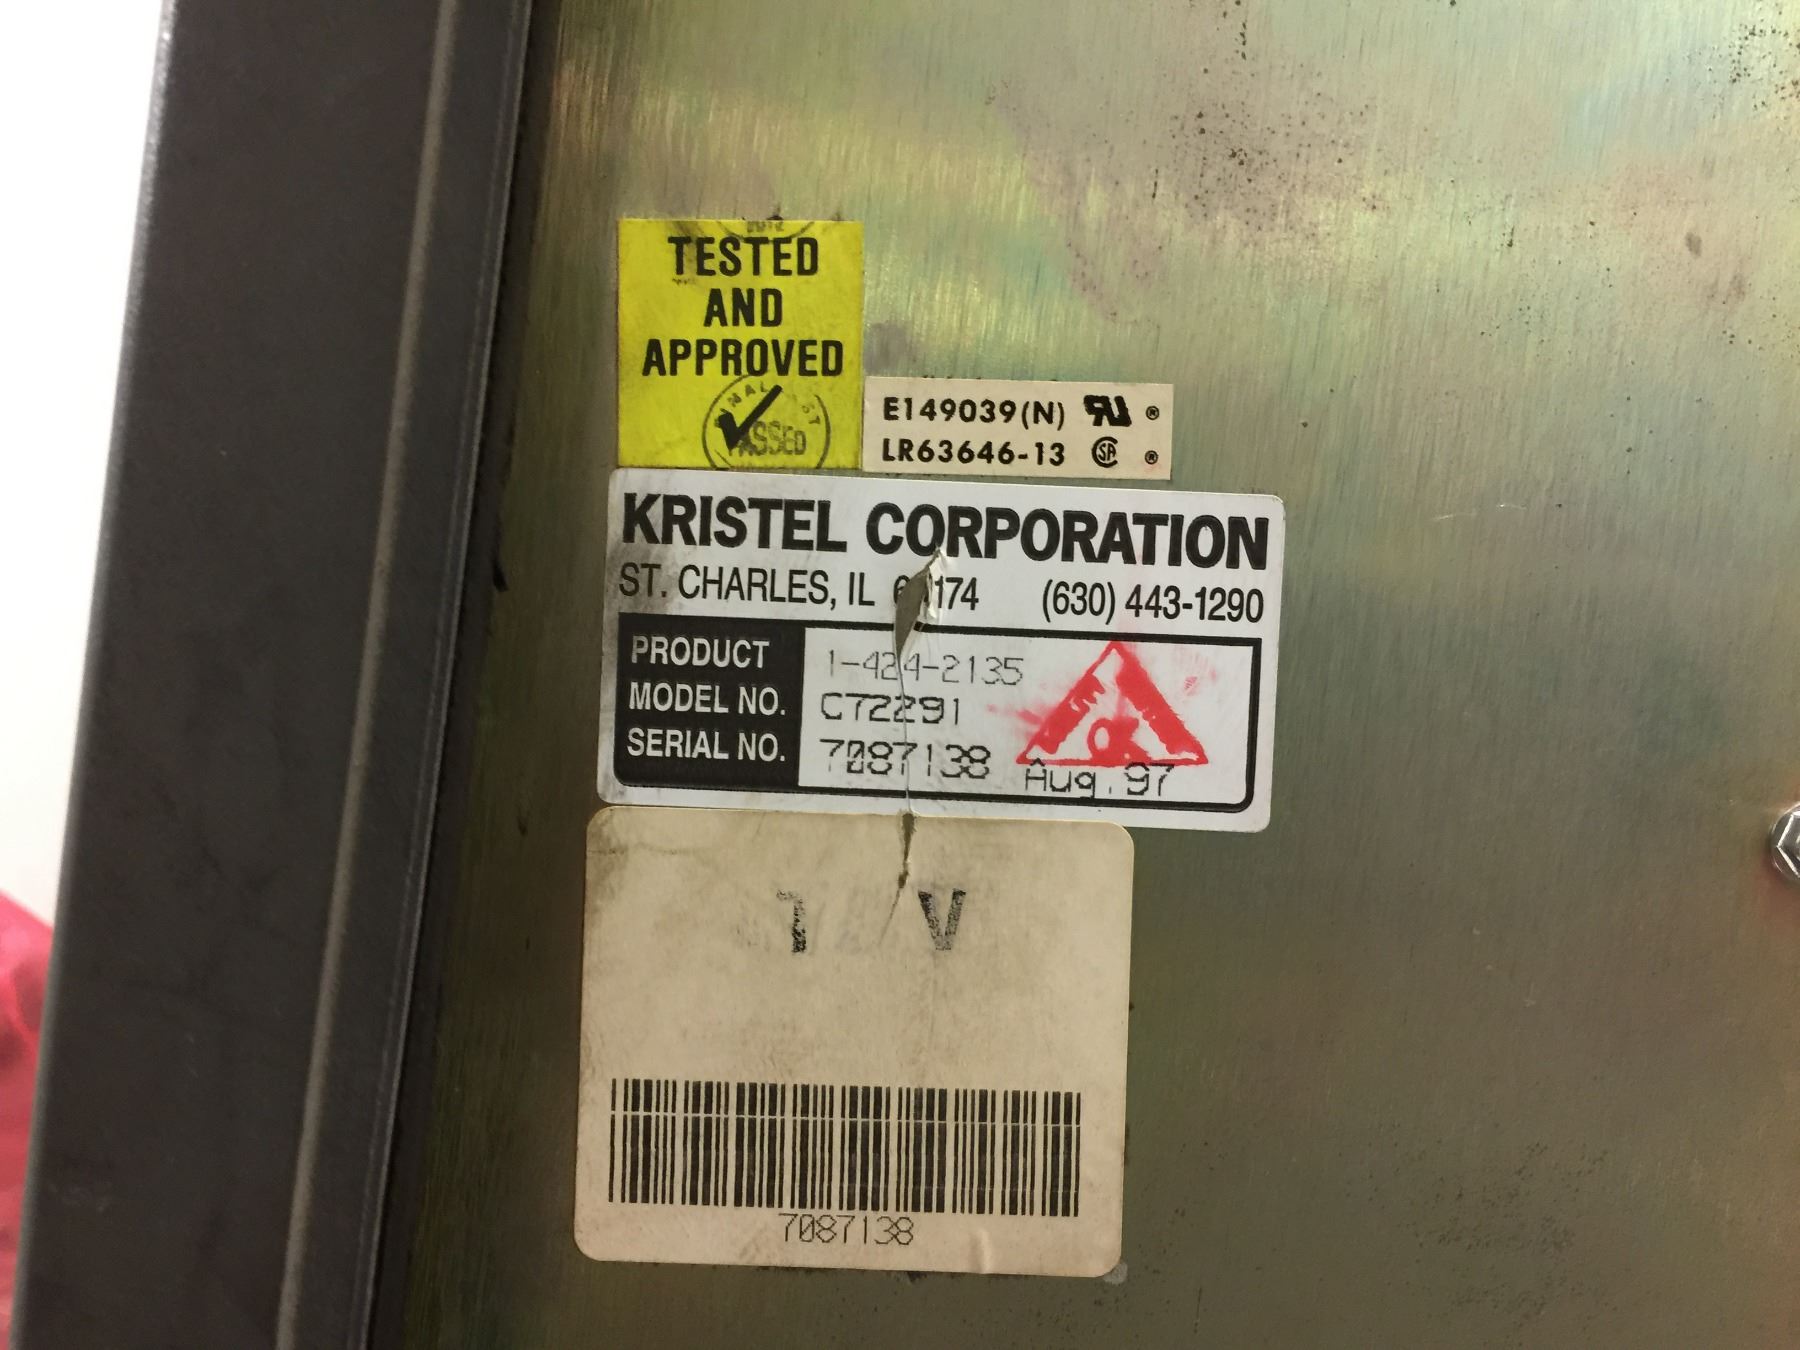 TESTED
AND
APPROVED
E149039(N) ®
LR63646-13 ®
KRISTEL CORPORATION
ST. CHARLES, IL (630) 443-1290
PRODUCT 1-424-2135
MODEL NO. C72291
SERIAL NO. 7087138 Aug. 97
OK
7087138